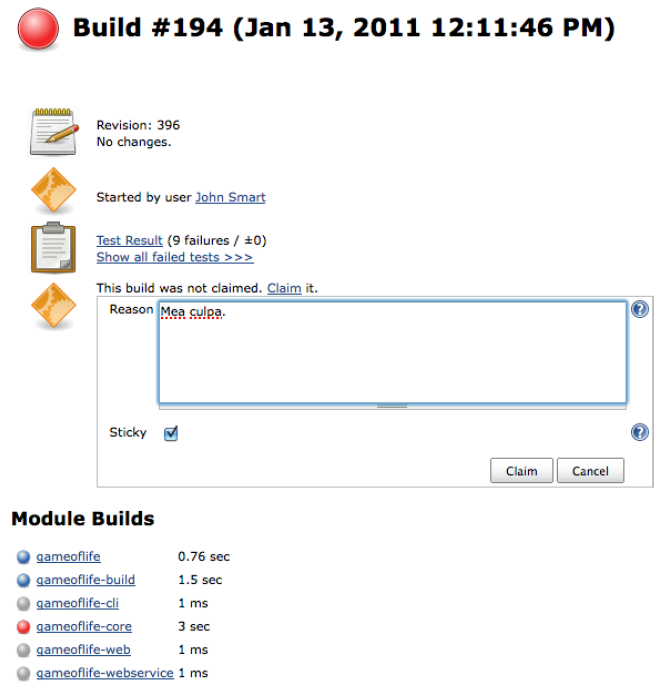 Build #194 (Jan 13, 2011 12:11:46 PM)
Revision: 396
No changes.
Started by user John Smart
Test Result (9 failures / ±0)
Show all failed tests >>>
This build was not claimed. Claim it.
Reason Mea culpa. ?
Sticky ?
Claim Cancel
Module Builds
gameoflife 0.76 sec
gameoflife-build 1.5 sec
gameoflife-cli 1 ms
gameoflife-core 3 sec
gameoflife-web 1 ms
gameoflife-webservice 1 ms